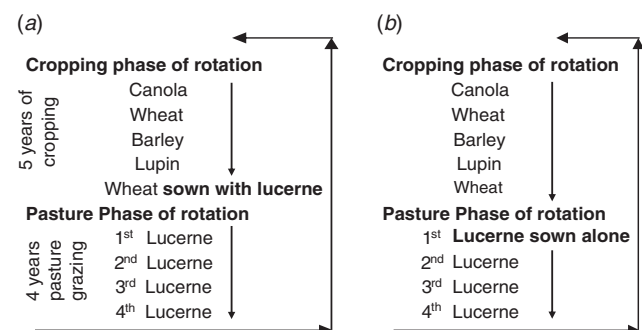 (a)
Cropping phase of rotation
5 years of
cropping
Canola
Wheat
Barley
Lupin
Wheat sown with lucerne
Pasture Phase of rotation
4 years
pasture
grazing
1st Lucerne
2nd Lucerne
3rd Lucerne
4th Lucerne
(b)
Cropping phase of rotation
Canola
Wheat
Barley
Lupin
Wheat
Pasture Phase of rotation
1st Lucerne sown alone
2nd Lucerne
3rd Lucerne
4th Lucerne